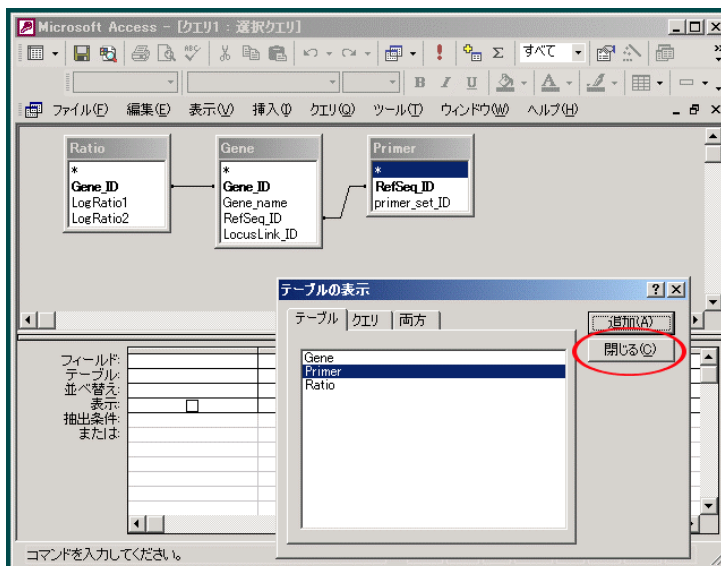 Microsoft Access - [クエリ1 : 選択クエリ]
すべて
B I U A
ファイル(F) 編集(E) 表示(V) 挿入(I) クエリ(Q) ツール(T) ウィンドウ(W) ヘルプ(H)
Ratio
*
Gene_ID
LogRatio1
LogRatio2
Gene
*
Gene_ID
Gene_name
RefSeq_ID
LocusLink_ID
Primer
*
RefSeq_ID
primer_set_ID
テーブルの表示
テーブル クエリ 両方
Gene
Primer
Ratio
追加(A)
閉じる(C)
フィールド:
テーブル:
並べ替え:
表示:
抽出条件:
または:
コマンドを入力してください。